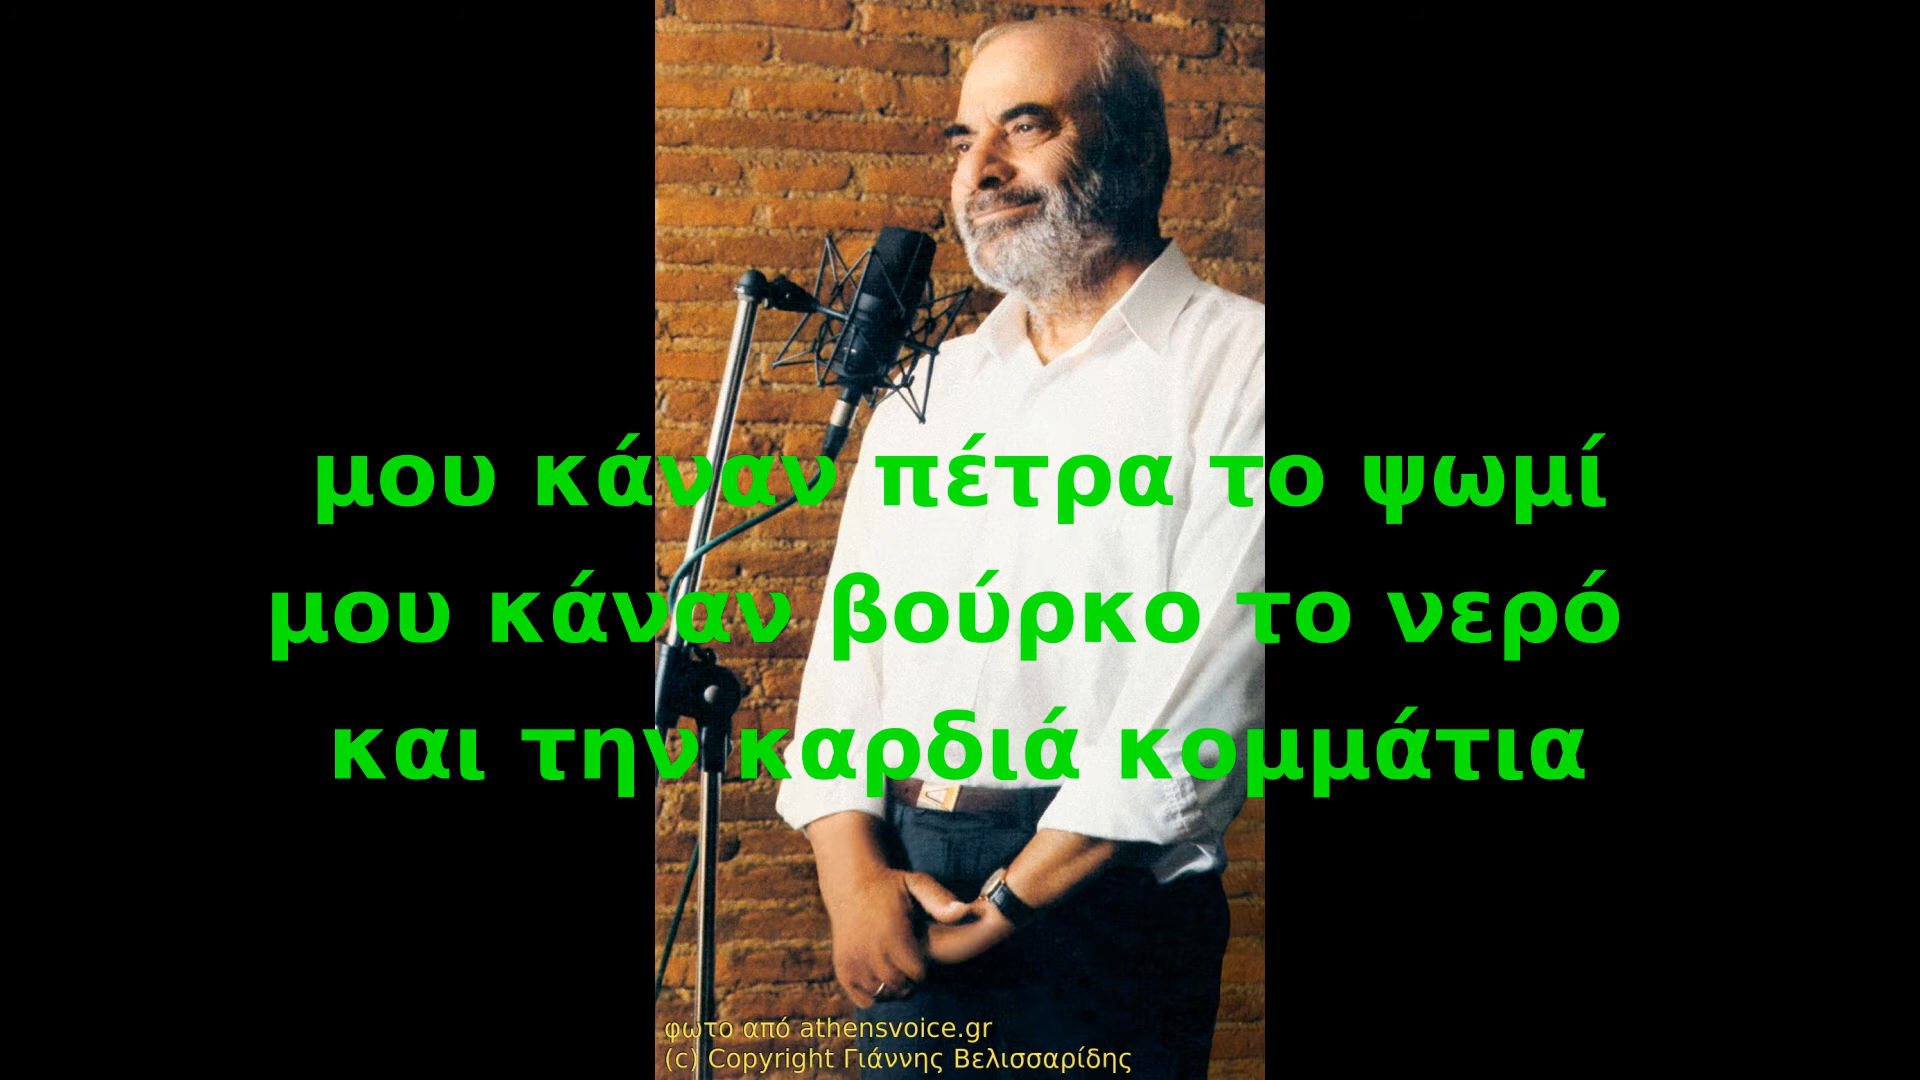 μου κάναν πέτρα το ψωμί
μου κάναν βούρκο το νερό
και την καρδιά κομμάτια
φωτο από athensvoice.gr
(c) Copyright Γιάννης Βελισσαρίδης